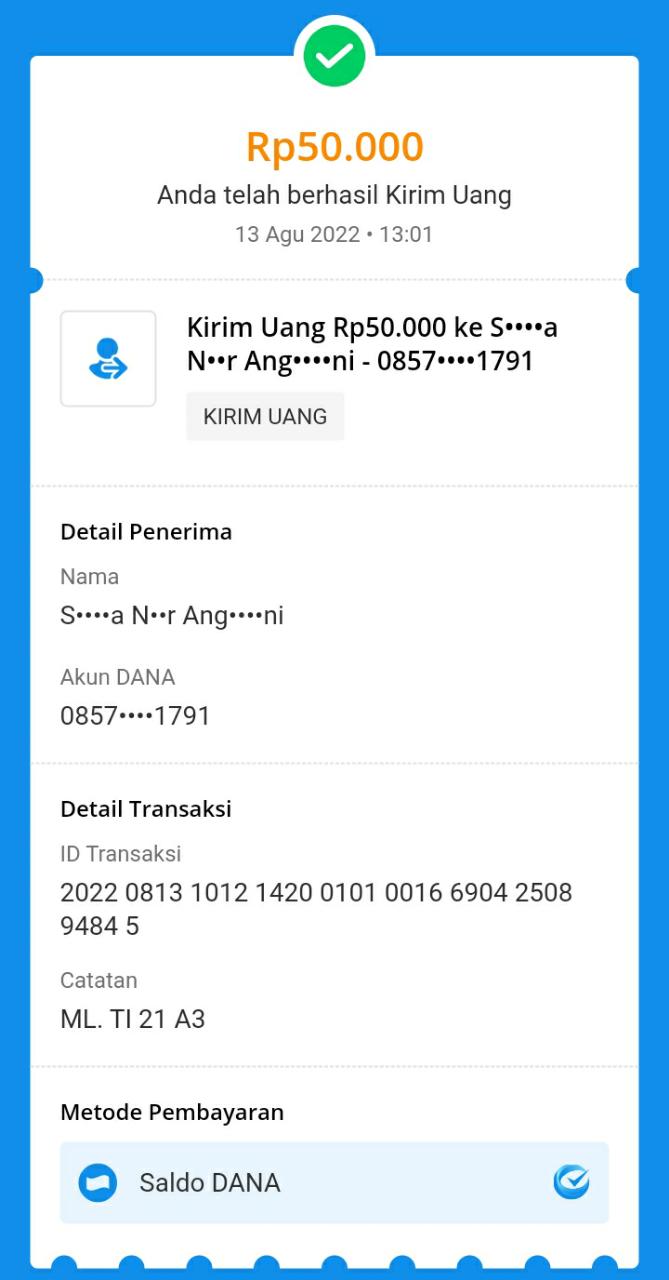 Rp50.000
Anda telah berhasil Kirim Uang
13 Agu 2022 • 13:01
Kirim Uang Rp50.000 ke S••••a
N••r Ang••••ni - 0857••••1791
KIRIM UANG
Detail Penerima
Nama
S••••a N••r Ang••••ni
Akun DANA
0857••••1791
Detail Transaksi
ID Transaksi
2022 0813 1012 1420 0101 0016 6904 2508
9484 5
Catatan
ML. TI 21 A3
Metode Pembayaran
Saldo DANA